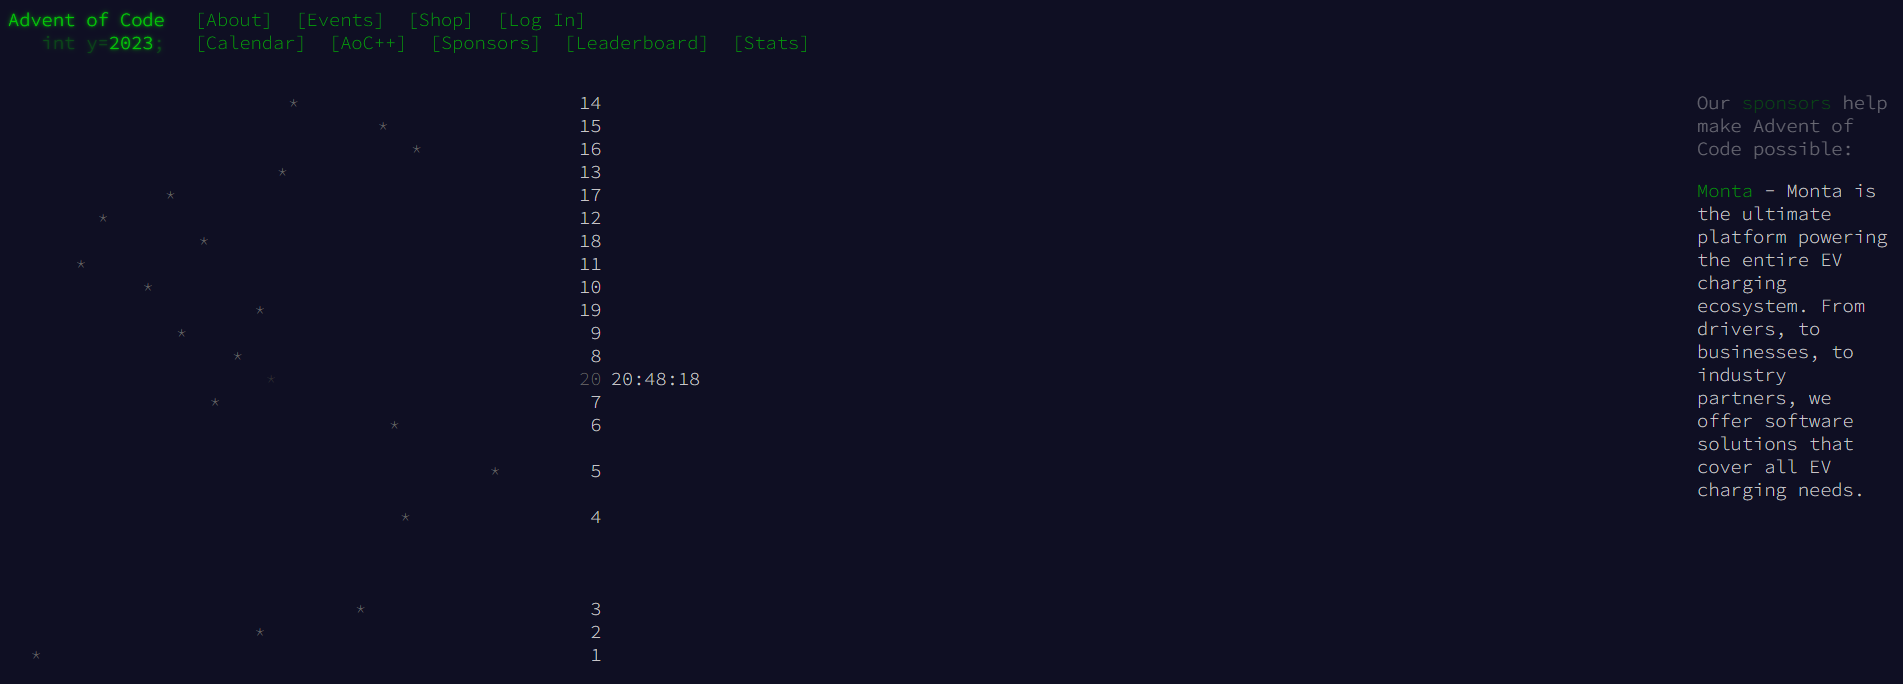 Advent of Code [About] [Events] [Shop] [Log In]
int y=2023; [Calendar] [AoC++] [Sponsors] [Leaderboard] [Stats]
* 14
* 15
* 16
* 13
* 17
* 12
* 18
* 11
* 10
* 19
* 9
* 8
* 20 20:48:18
* 7
* 6
* 5
* 4
* 3
* 2
* 1
Our sponsors help
make Advent of
Code possible:
Monta - Monta is
the ultimate
platform powering
the entire EV
charging
ecosystem. From
drivers, to
businesses, to
industry
partners, we
offer software
solutions that
cover all EV
charging needs.